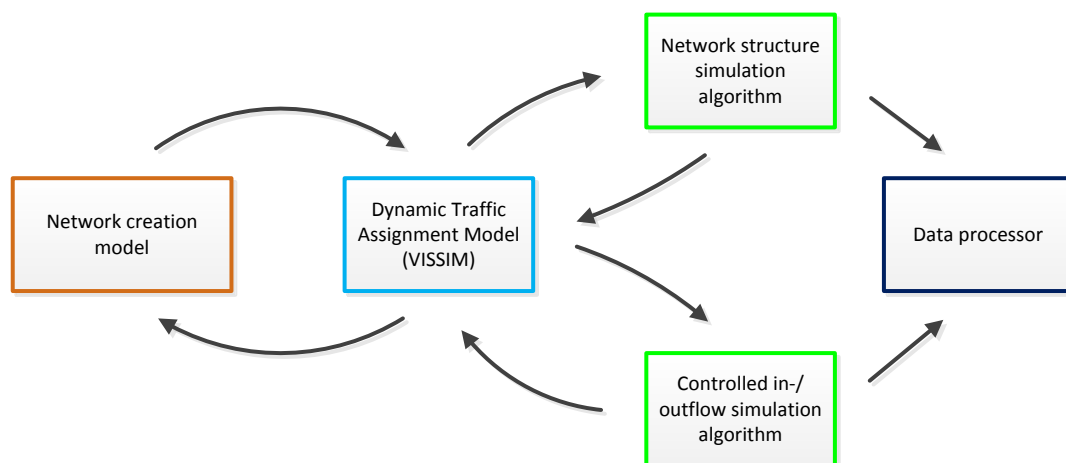 Network structure
simulation
algorithm
Network creation
model
Dynamic Traffic
Assignment Model
(VISSIM)
Data processor
Controlled in-/
outflow simulation
algorithm